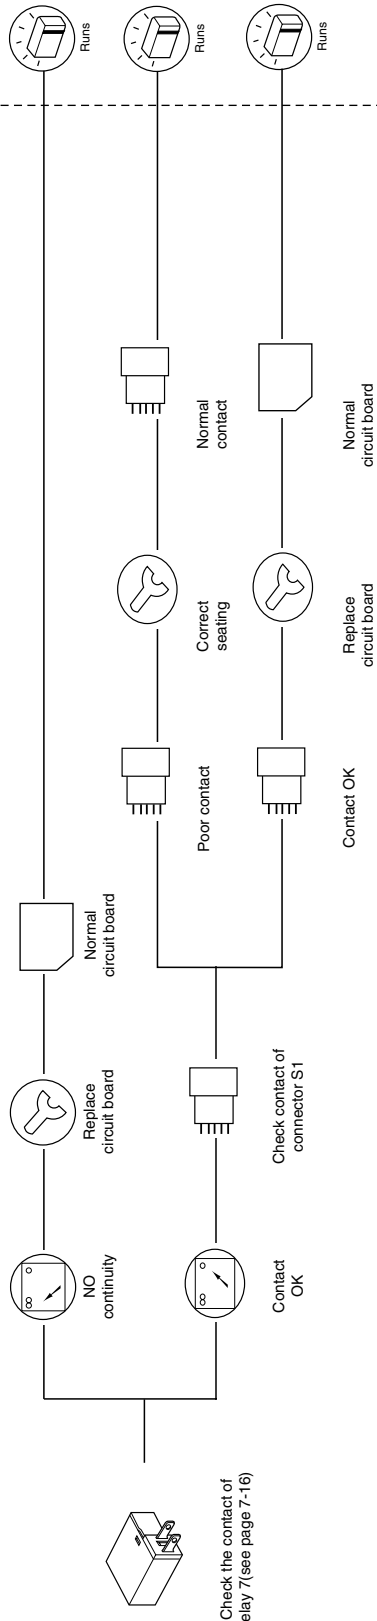 Check the contact of
elay 7(see page 7-16)
NO
continuity
Replace
circuit board
Normal
circuit board
Runs
Contact
OK
Check contact of
connector S1
Poor contact
Correct
seating
Normal
contact
Runs
Contact OK
Replace
circuit board
Normal
circuit board
Runs